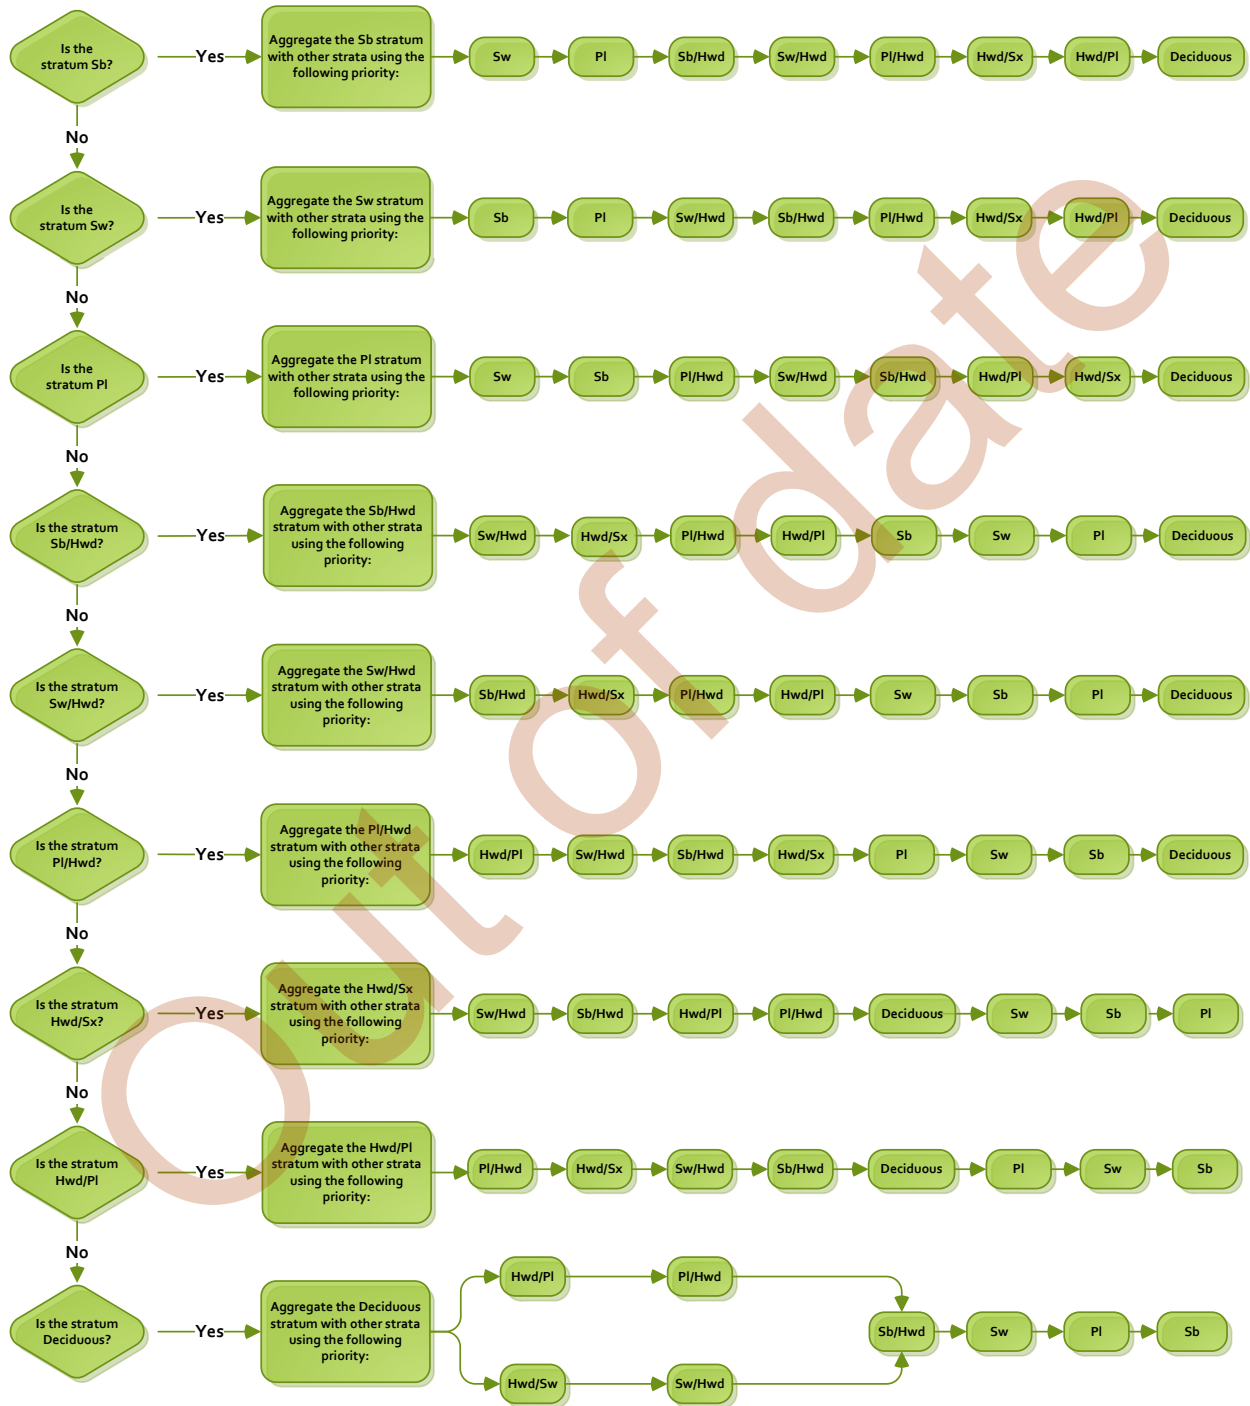 Is the
stratum Sb?
Yes
Aggregate the Sb stratum
with other strata using the
following priority:
Sw
Pl
Sb/Hwd
Sw/Hwd
Pl/Hwd
Hwd/Sx
Hwd/Pl
Deciduous
No
Is the
stratum Sw?
Yes
Aggregate the Sw stratum
with other strata using the
following priority:
Sb
Pl
Sw/Hwd
Sb/Hwd
Pl/Hwd
Hwd/Sx
Hwd/Pl
Deciduous
No
Is the
stratum Pl
Yes
Aggregate the Pl stratum
with other strata using the
following priority:
Sw
Sb
Pl/Hwd
Sw/Hwd
Sb/Hwd
Hwd/Pl
Hwd/Sx
Deciduous
No
Is the stratum
Sb/Hwd?
Yes
Aggregate the Sb/Hwd
stratum with other strata
using the following
priority:
Sw/Hwd
Hwd/Sx
Pl/Hwd
Hwd/Pl
Sb
Sw
Pl
Deciduous
No
Is the stratum
Sw/Hwd?
Yes
Aggregate the Sw/Hwd
stratum with other strata
using the following
priority:
Sb/Hwd
Hwd/Sx
Pl/Hwd
Hwd/Pl
Sw
Sb
Pl
Deciduous
No
Is the stratum
Pl/Hwd?
Yes
Aggregate the Pl/Hwd
stratum with other strata
using the following
priority:
Hwd/Pl
Sw/Hwd
Sb/Hwd
Hwd/Sx
Pl
Sw
Sb
Deciduous
No
Is the stratum
Hwd/Sx?
Yes
Aggregate the Hwd/Sx
stratum with other strata
using the following
priority:
Sw/Hwd
Sb/Hwd
Hwd/Pl
Pl/Hwd
Deciduous
Sw
Sb
Pl
No
Is the stratum
Hwd/Pl
Yes
Aggregate the Hwd/Pl
stratum with other strata
using the following
priority:
Pl/Hwd
Hwd/Sx
Sw/Hwd
Sb/Hwd
Deciduous
Pl
Sw
Sb
No
Is the stratum
Deciduous?
Yes
Aggregate the Deciduous
stratum with other strata
using the following
priority:
Hwd/Pl
Pl/Hwd
Hwd/Sw
Sw/Hwd
Sb/Hwd
Sw
Pl
Sb
Out of date